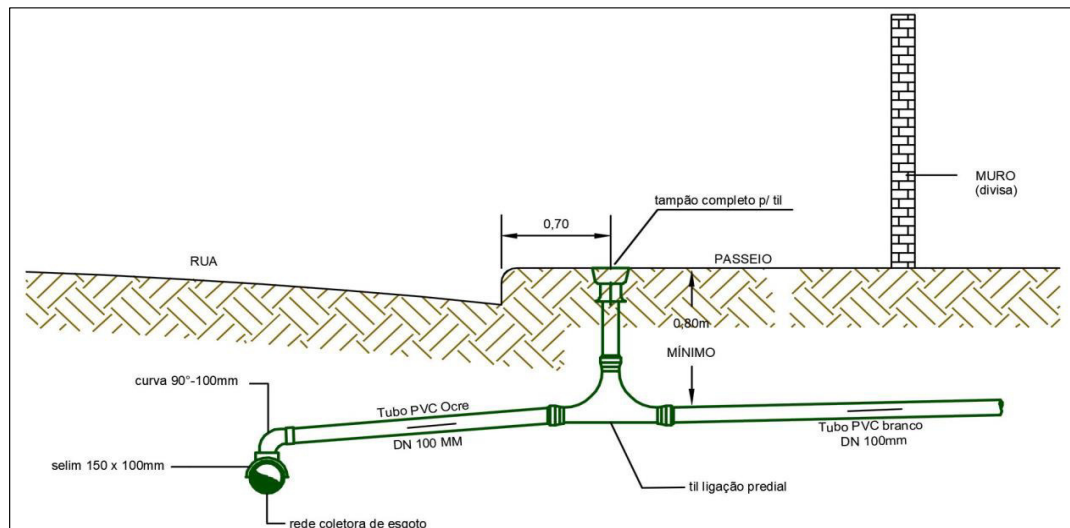 MURO
(divisa)
tampão completo p/ til
0,70
RUA
PASSEIO
0,80m
MÍNIMO
curva 90°-100mm
Tubo PVC Ocre
DN 100 MM
Tubo PVC branco
DN 100mm
selim 150 x 100mm
til ligação predial
rede coletora de esgoto